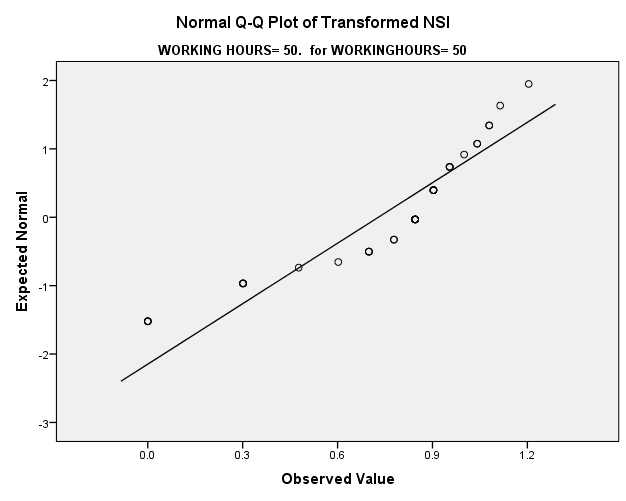 Normal Q-Q Plot of Transformed NSI
WORKING HOURS= 50. for WORKINGHOURS= 50
Expected Normal
2
1
0
-1
-2
-3
0.0 0.3 0.6 0.9 1.2
Observed Value